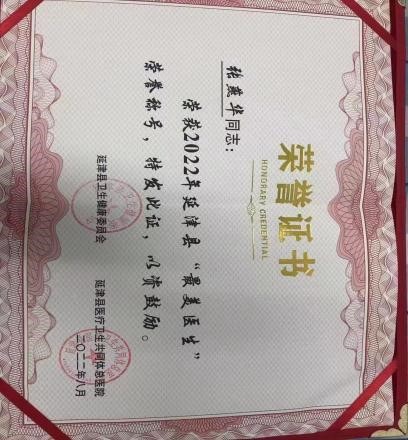 荣誉证书
HONORARY CREDENTIAL
张燕华同志：
荣获2022年延津县“最美医生”
荣誉称号，特发此证，以资鼓励。
延津县卫生健康委员会
延津县医疗卫生共同体总医院
二〇二二年八月